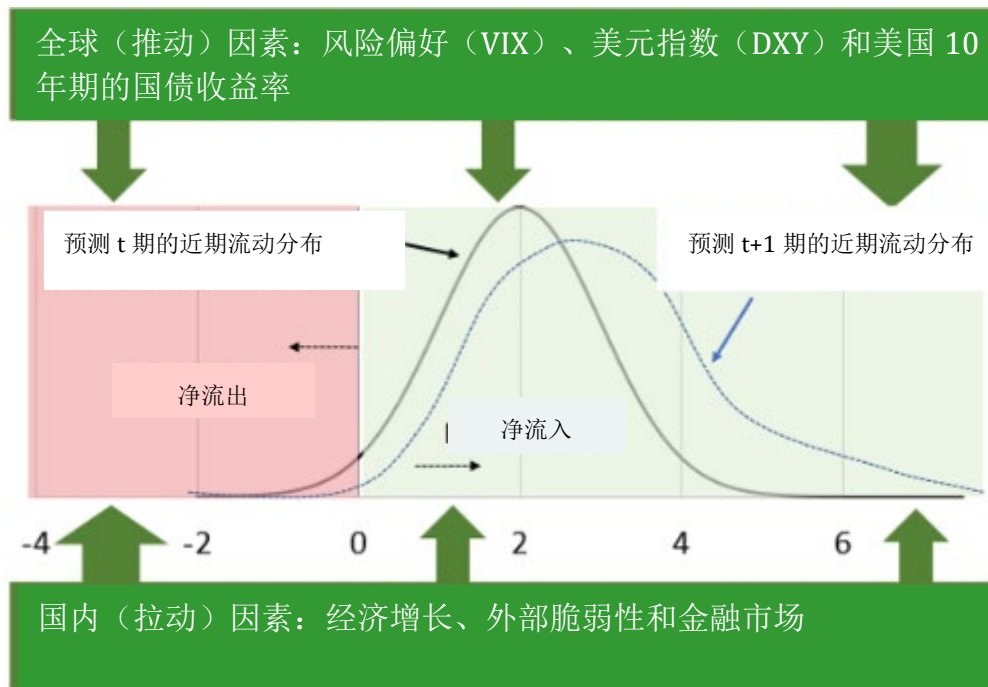 全球（推动）因素：风险偏好（VIX）、美元指数（DXY）和美国 10
年期的国债收益率
预测 t 期的近期流动分布
预测 t+1 期的近期流动分布
净流出
净流入
-4
-2
0
2
4
6
国内（拉动）因素：经济增长、外部脆弱性和金融市场